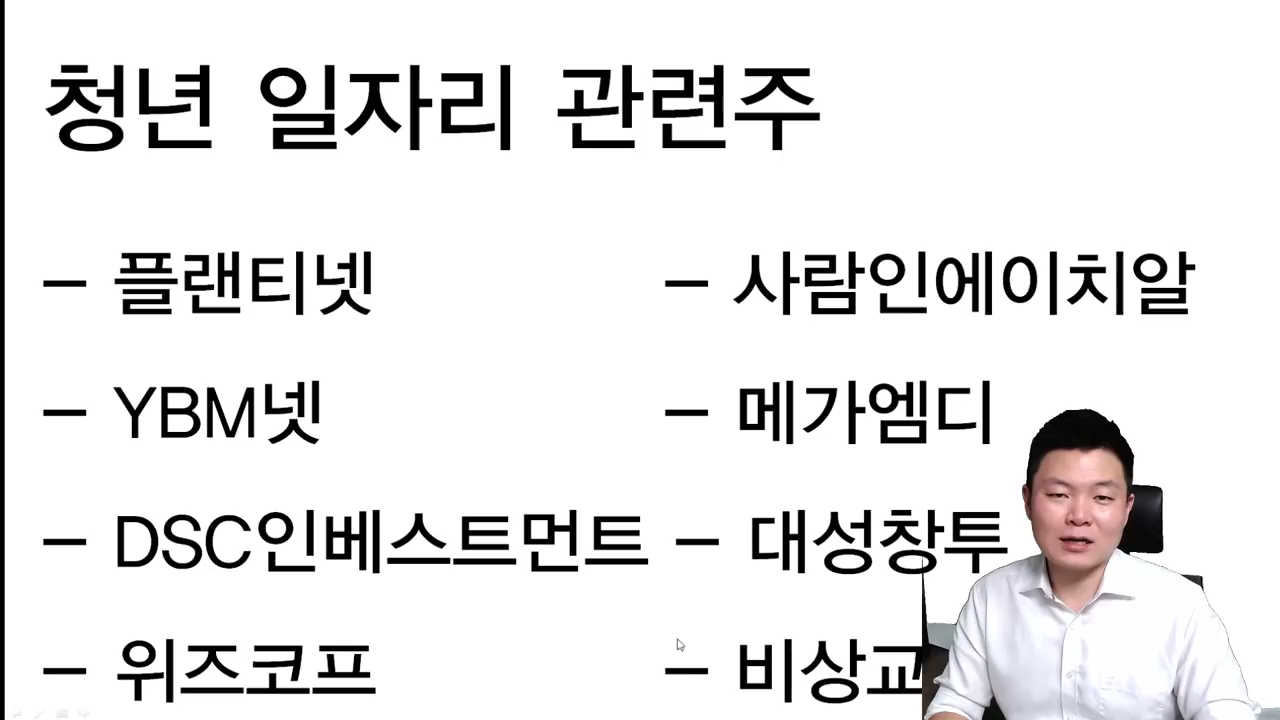 청년 일자리 관련주
- 플랜티넷
- 사람인에이치알
- YBM넷
- 메가엠디
- DSC인베스트먼트
- 대성창투
- 위즈코프
- 비상교